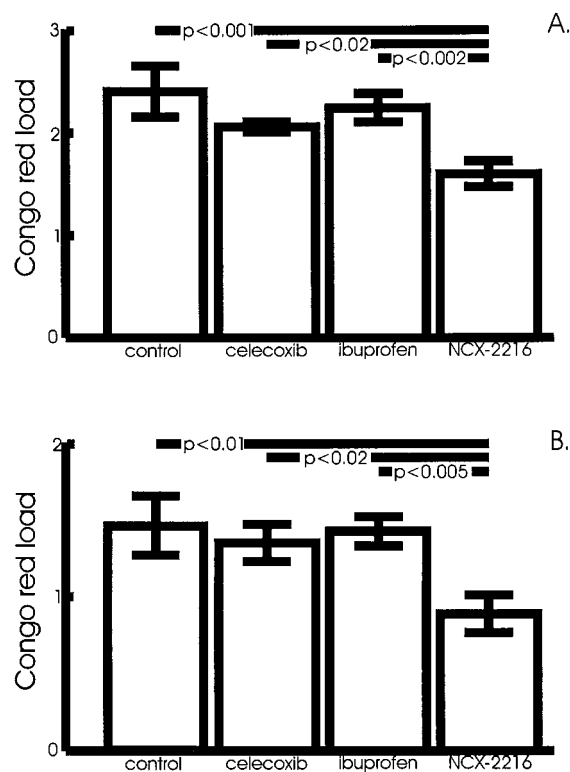 A.
3
p<0.001
p<0.02
p<0.002
2
1
0
Congo red load
control celecoxib ibuprofen NCX-2216
B.
2
p<0.01
p<0.02
p<0.005
1
0
Congo red load
control celecoxib ibuprofen NCX-2216